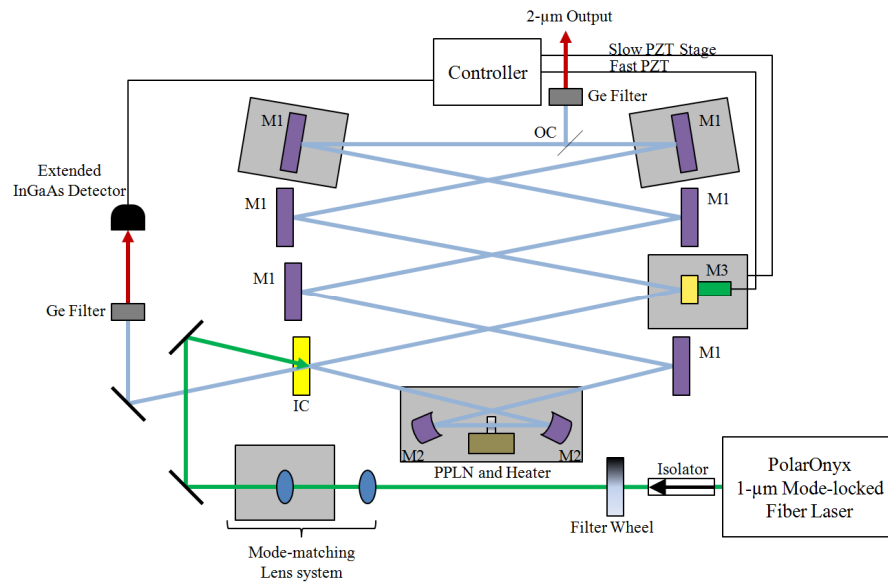 2-µm Output
Slow PZT Stage
Fast PZT
Controller
Ge Filter
M1
M1
OC
Extended
InGaAs Detector
M1
M1
M1
M3
Ge Filter
M1
IC
M2
M2
PPLN and Heater
Isolator
PolarOnyx
1-µm Mode-locked
Fiber Laser
Filter Wheel
Mode-matching
Lens system